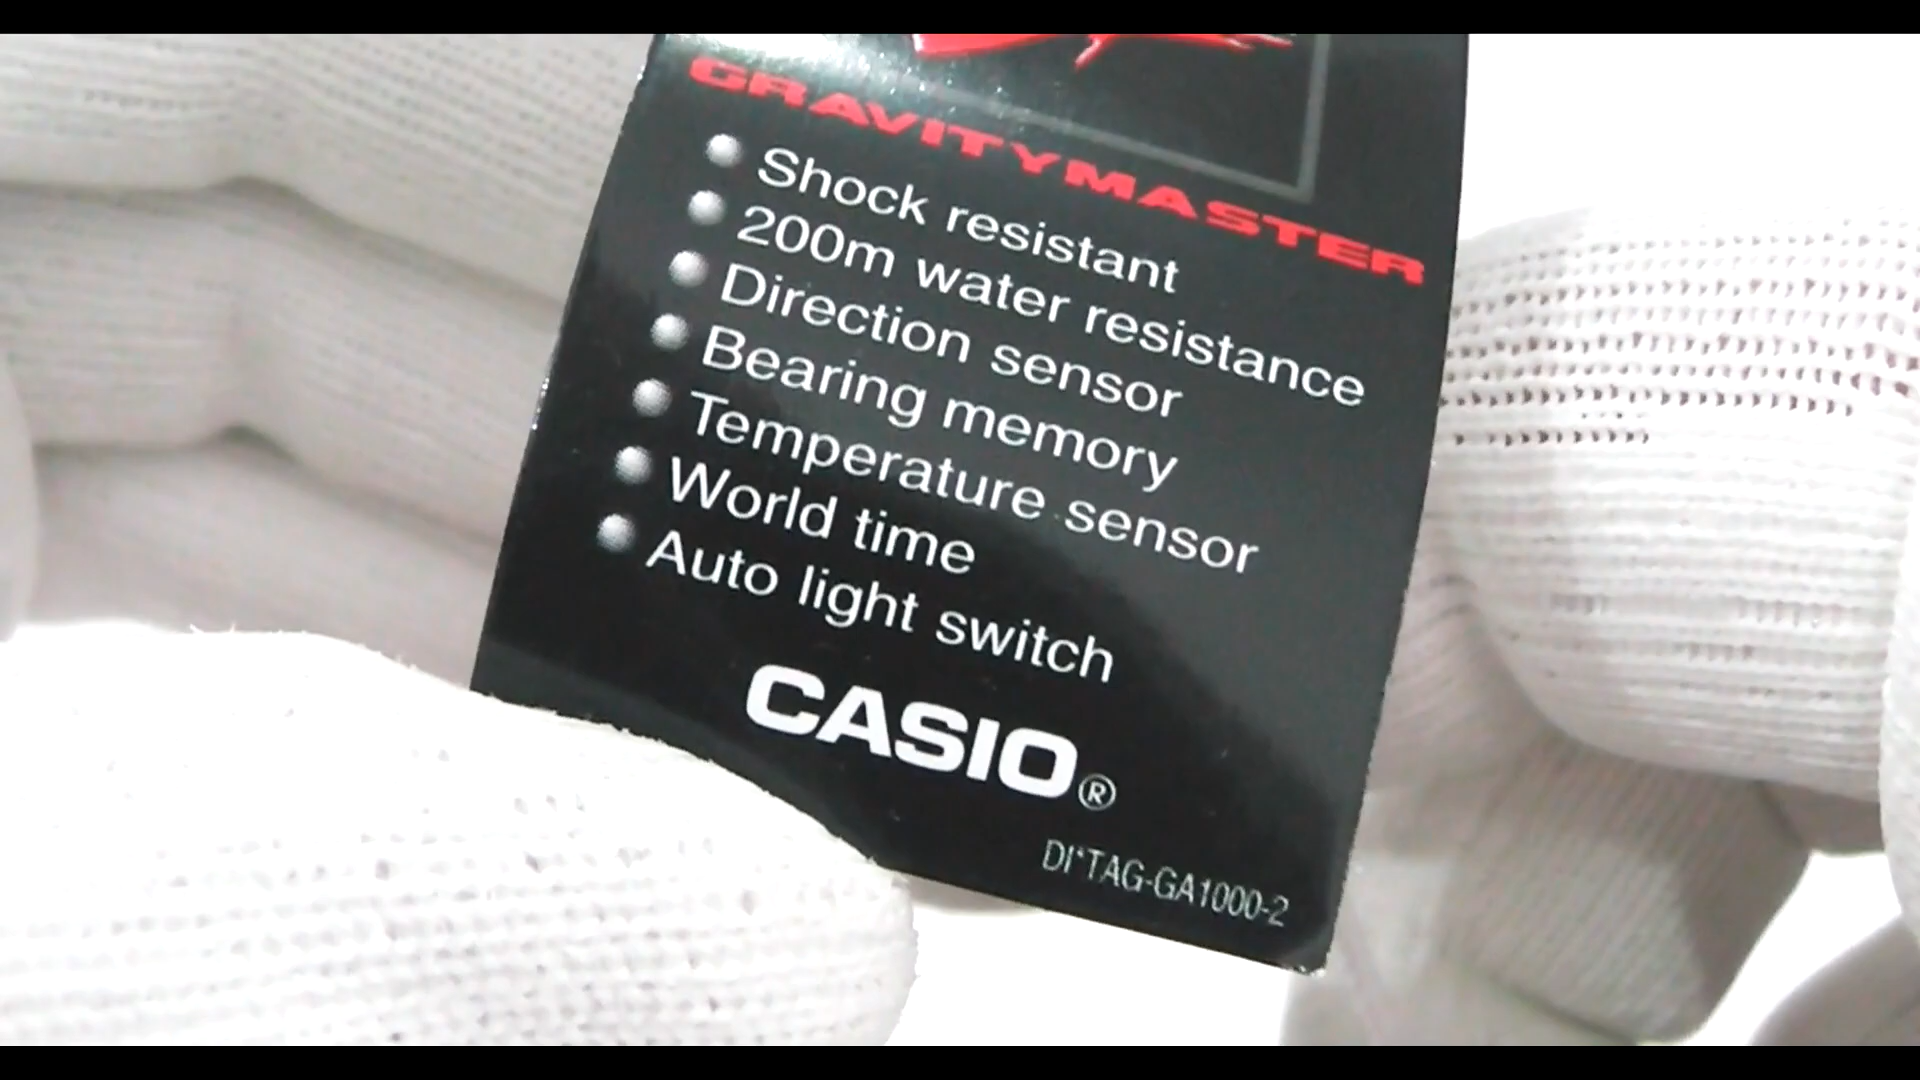 GRAVITYMASTER
Shock resistant
200m water resistance
Direction sensor
Bearing memory
Temperature sensor
World time
Auto light switch
CASIO®
DI*TAG-GA1000-2